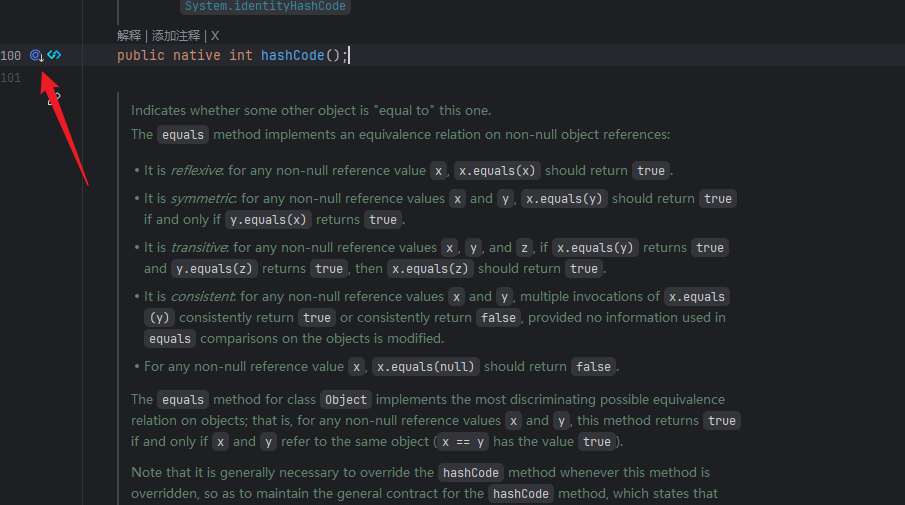 System.identityHashCode
解释 | 添加注释 | X
100 public native int hashCode();
101
Indicates whether some other object is "equal to" this one.
The equals method implements an equivalence relation on non-null object references:
• It is reflexive: for any non-null reference value x, x.equals(x) should return true.
• It is symmetric: for any non-null reference values x and y, x.equals(y) should return true
if and only if y.equals(x) returns true.
• It is transitive: for any non-null reference values x, y, and z, if x.equals(y) returns true
and y.equals(z) returns true, then x.equals(z) should return true.
• It is consistent: for any non-null reference values x and y, multiple invocations of x.equals
(y) consistently return true or consistently return false, provided no information used in
equals comparisons on the objects is modified.
• For any non-null reference value x, x.equals(null) should return false.
The equals method for class Object implements the most discriminating possible equivalence
relation on objects; that is, for any non-null reference values x and y, this method returns true
if and only if x and y refer to the same object (x == y has the value true).
Note that it is generally necessary to override the hashCode method whenever this method is
overridden, so as to maintain the general contract for the hashCode method, which states that